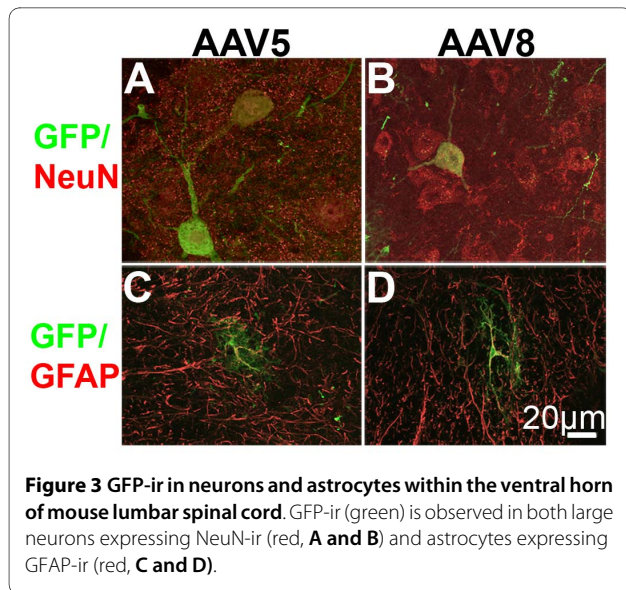 AAV5 AAV8
A B
GFP/
NeuN
C D
GFP/
GFAP
20µm
Figure 3 GFP-ir in neurons and astrocytes within the ventral horn
of mouse lumbar spinal cord. GFP-ir (green) is observed in both large
neurons expressing NeuN-ir (red, A and B) and astrocytes expressing
GFAP-ir (red, C and D).